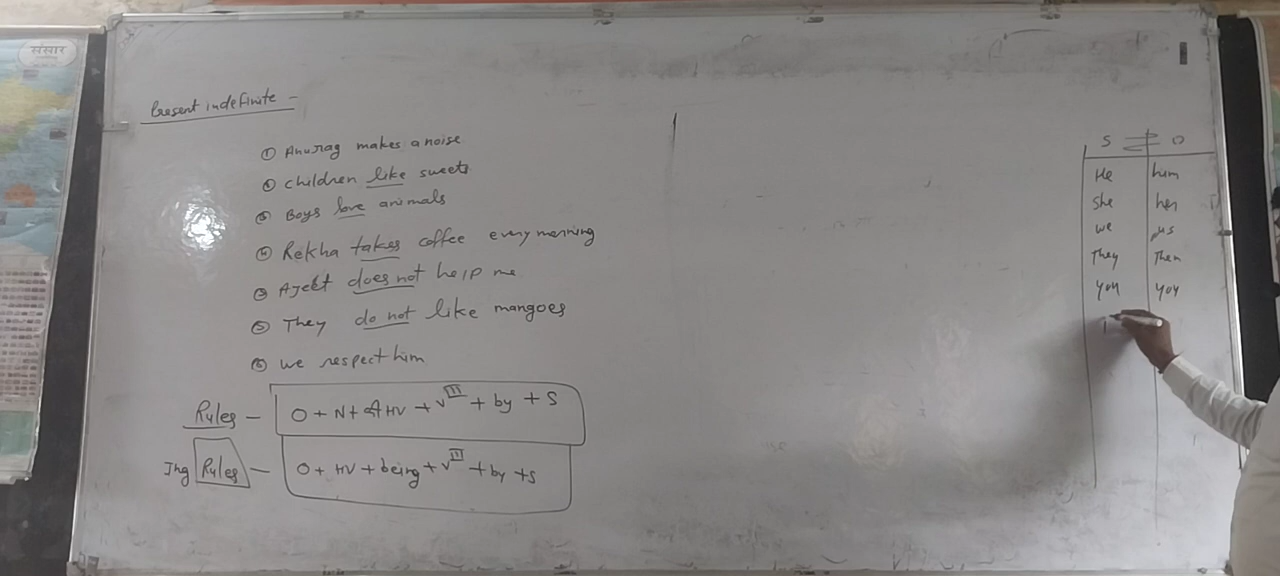 संसार
Present indefinite -
① Anurag makes a noise
② children like sweets
③ Boys love animals
④ Rekha takes coffee every morning
③ Ajeet does not help me
⑤ They do not like mangoes
⑥ we respect him
Rules - O + N + A HV + V III + by + S
Ing Rules - O + HV + being + V III + by + S
S ⇄ O
He him
she her
we us
They Them
you you
I